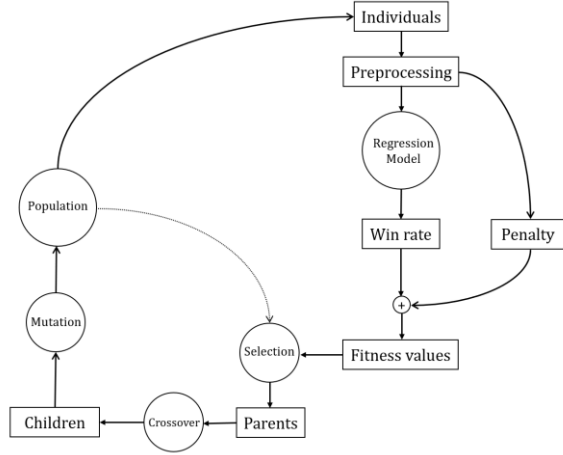 Individuals
Preprocessing
Regression
Model
Population
Win rate
Penalty
+
Mutation
Selection
Fitness values
Children
Crossover
Parents